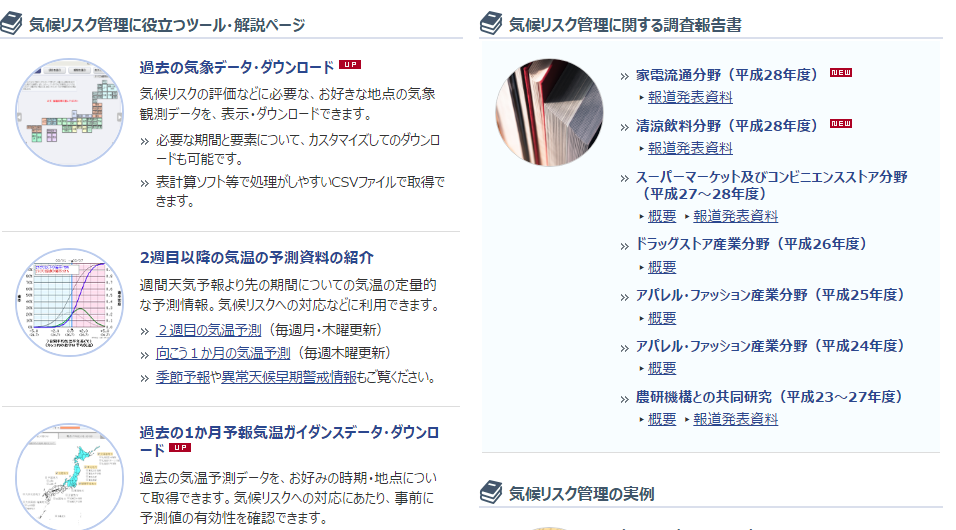 気候リスク管理に役立つツール・解説ページ
過去の気象データ・ダウンロード UP
気候リスクの評価などに必要な、お好きな地点の気象
観測データを、表示・ダウンロードできます。
» 必要な期間と要素について、カスタマイズしてのダウンロ
ードも可能です。
» 表計算ソフト等で処理がしやすいCSVファイルで取得で
きます。
2週目以降の気温の予測資料の紹介
週間天気予報より先の期間についての気温の定量的
な予測情報。気候リスクへの対応などに利用できます。
» ２週目の気温予測（毎週月・木曜更新）
» 向こう１か月の気温予測（毎週木曜更新）
» 季節予報や異常天候早期警戒情報もご覧ください。
過去の1か月予報気温ガイダンスデータ・ダウンロ
ード UP
過去の気温予測データを、お好みの時期・地点につい
て取得できます。気候リスクへの対応にあたり、事前に
予測値の有効性を確認できます。
気候リスク管理に関する調査報告書
» 家電流通分野（平成28年度） NEW
報道発表資料
» 清涼飲料分野（平成28年度） NEW
報道発表資料
» スーパーマーケット及びコンビニエンスストア分野
（平成27～28年度）
概要 報道発表資料
» ドラッグストア産業分野（平成26年度）
概要
» アパレル・ファッション産業分野（平成25年度）
概要
» アパレル・ファッション産業分野（平成24年度）
概要
» 農研機構との共同研究（平成23～27年度）
概要 報道発表資料
気候リスク管理の実例